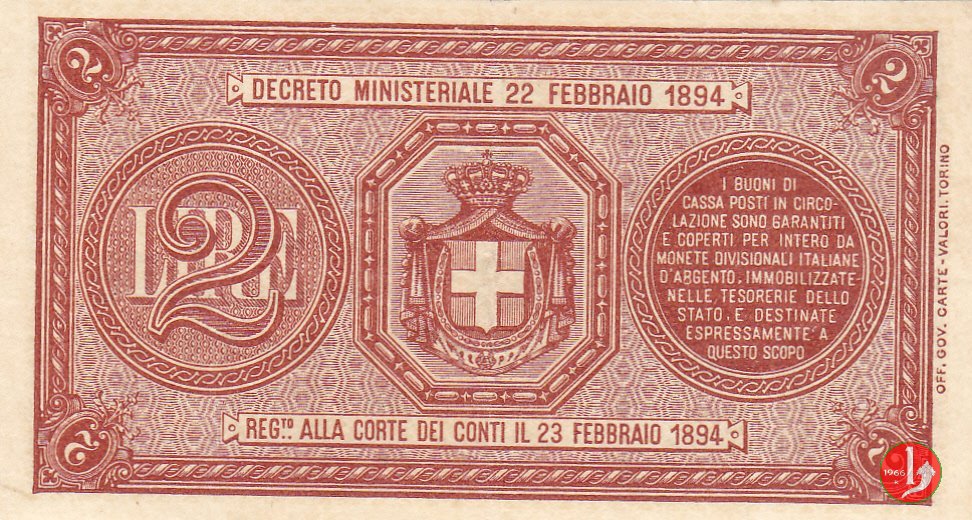 2
2
DECRETO MINISTERIALE 22 FEBBRAIO 1894
LIRE
2
I BUONI DI
CASSA POSTI IN CIRCO-
LAZIONE SONO GARANTITI
E COPERTI PER INTERO DA
MONETE DIVISIONALI ITALIANE
D'ARGENTO, IMMOBILIZZATE
NELLE TESORERIE DELLO
STATO, E DESTINATE
ESPRESSAMENTE A
QUESTO SCOPO
OFF. GOV. CARTE-VALORI. TORINO
REG.TO ALLA CORTE DEI CONTI IL 23 FEBBRAIO 1894
2
2
1966